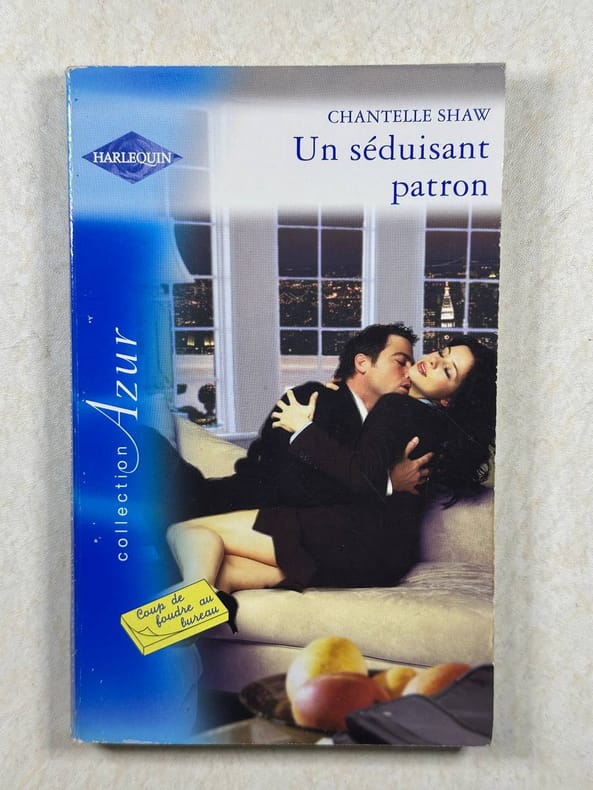 CHANTELLE SHAW
Un séduisant
patron
HARLEQUIN
collection Azur
Coup de
foudre au
bureau